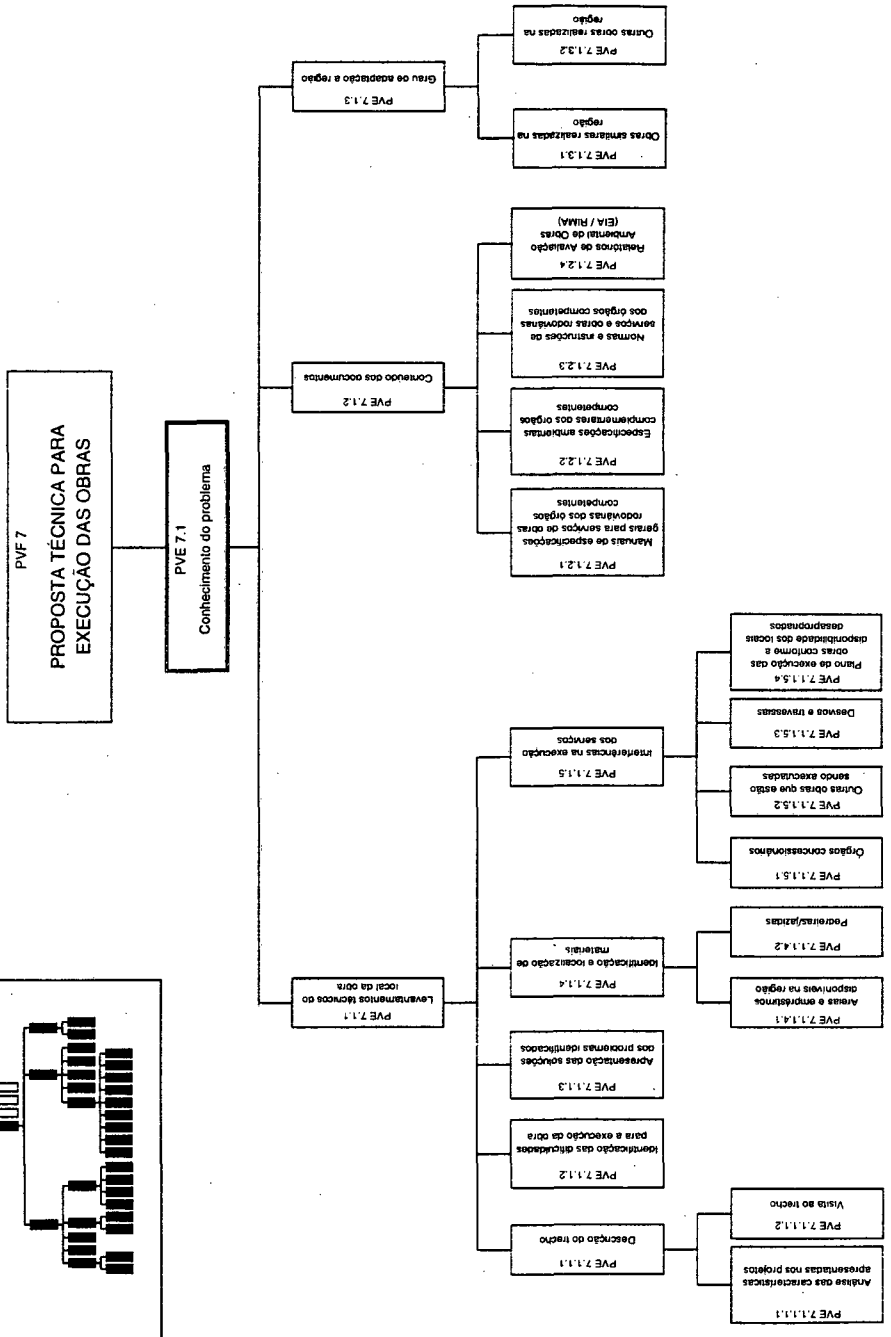 PVF 7
PROPOSTA TÉCNICA PARA
EXECUÇÃO DAS OBRAS
PVE 7.1
Conhecimento do problema
PVE 7.1.1
Levantamentos técnicos do
local da obra
PVE 7.1.2
Conteúdo dos documentos
PVE 7.1.3
Grau de adaptação a região
PVE 7.1.1.1
Descrição do trecho
PVE 7.1.1.2
Identificação das dificuldades
para a execução da obra
PVE 7.1.1.3
Apresentação das soluções
dos problemas identificados
PVE 7.1.1.4
Identificação e localização de
materiais
PVE 7.1.1.5
interferências na execução
dos serviços
PVE 7.1.2.1
Manuais de especificações
gerais para serviços de obras
rodoviárias dos órgãos
competentes
PVE 7.1.2.2
Especificações ambientais
complementares dos órgãos
competentes
PVE 7.1.2.3
Normas e instruções de
serviços e obras rodoviárias
dos órgãos competentes
PVE 7.1.2.4
Relatórios de Avaliação
Ambiental de Obras
(EIA / RIMA)
PVE 7.1.3.1
Obras similares realizadas na
região
PVE 7.1.3.2
Outras obras realizadas na
região
PVE 7.1.1.1.1
Análise das características
apresentadas nos projetos
PVE 7.1.1.1.2
Visita ao trecho
PVE 7.1.1.4.1
Areias e empréstimos
disponíveis na região
PVE 7.1.1.4.2
Pedreiras/jazidas
PVE 7.1.1.5.1
Órgãos concessionários
PVE 7.1.1.5.2
Outras obras que estão
sendo executadas
PVE 7.1.1.5.3
Desvios e travessias
PVE 7.1.1.5.4
Plano de execução das
obras conforme a
disponibilidade dos locais
desapropriados